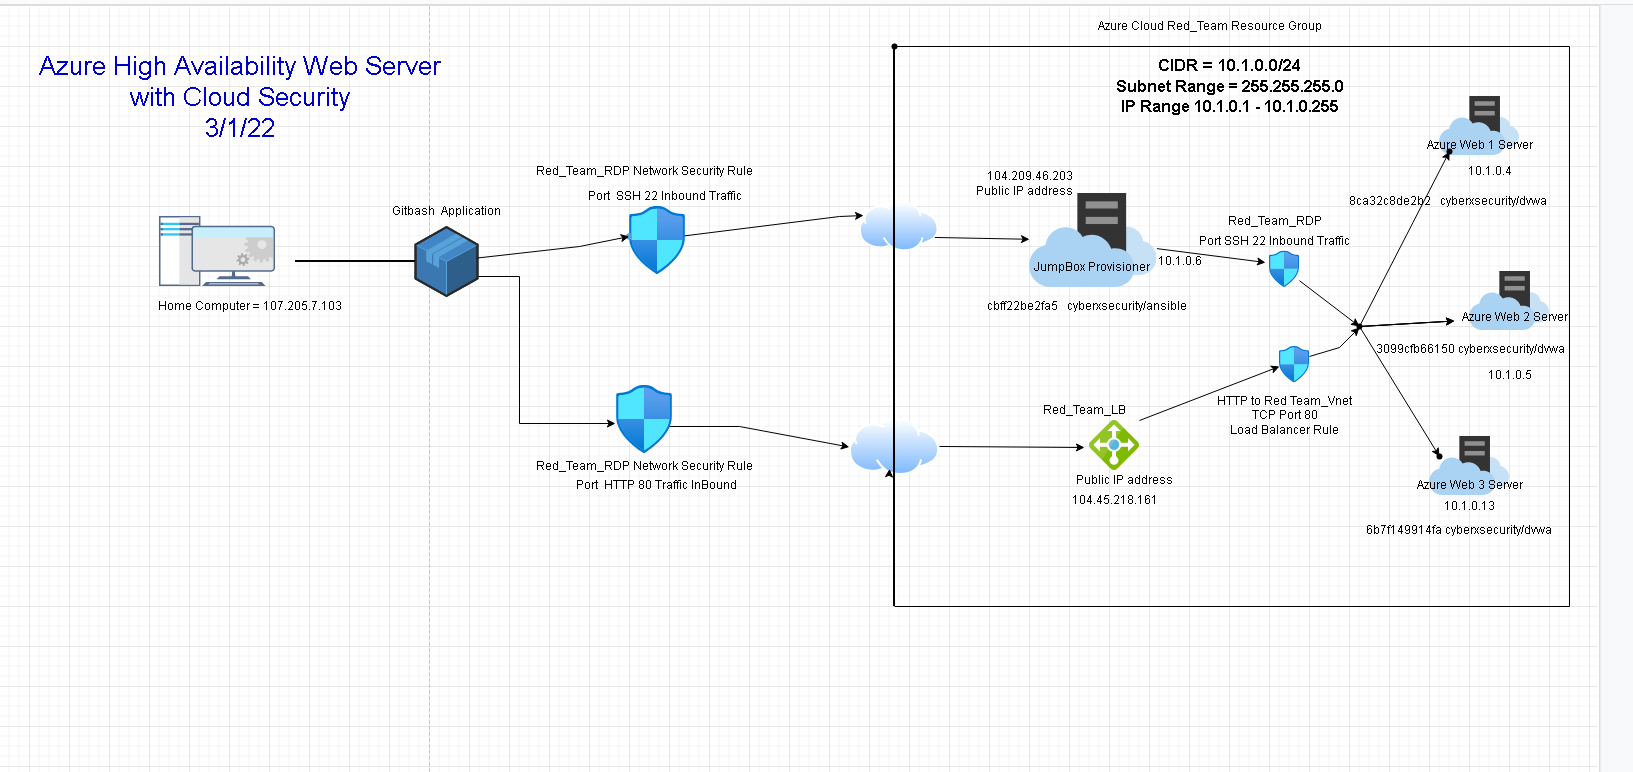 Azure Cloud Red_Team Resource Group
Azure High Availability Web Server
with Cloud Security
3/1/22
CIDR = 10.1.0.0/24
Subnet Range = 255.255.255.0
IP Range 10.1.0.1 - 10.1.0.255
Home Computer = 107.205.7.103
Gitbash Application
Red_Team_RDP Network Security Rule
Port SSH 22 Inbound Traffic
Red_Team_RDP Network Security Rule
Port HTTP 80 Traffic InBound
104.209.46.203
Public IP address
JumpBox Provisioner
10.1.0.6
cbff22be2fa5 cyberxsecurity/ansible
Red_Team_RDP
Port SSH 22 Inbound Traffic
Red_Team_LB
Public IP address
104.45.218.161
HTTP to Red Team_Vnet
TCP Port 80
Load Balancer Rule
Azure Web 1 Server
10.1.0.4
8ca32c8de2b2 cyberxsecurity/dvwa
Azure Web 2 Server
3099cfb66150 cyberxsecurity/dvwa
10.1.0.5
Azure Web 3 Server
10.1.0.13
6b7f149914fa cyberxsecurity/dvwa